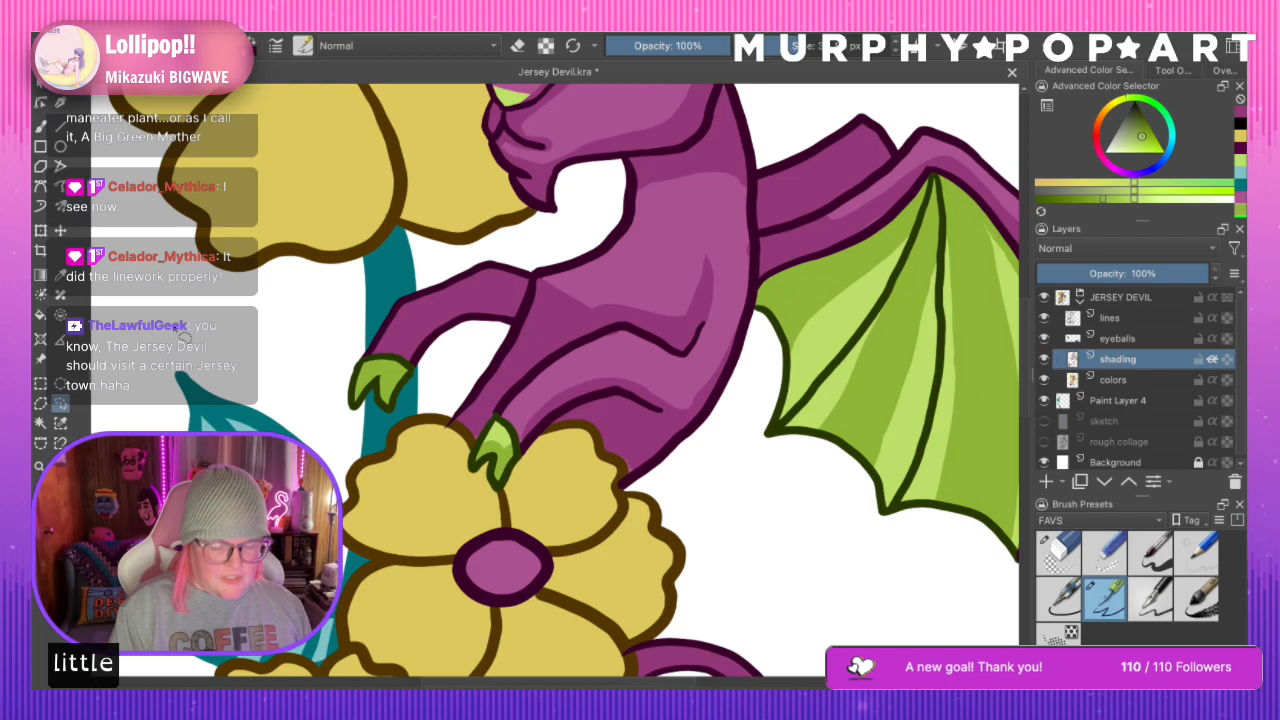 Lollipop!!
Mikazuki BIGWAVE
Normal
Opacity: 100%
MURPHY★POP★ART
Jersey Devil.kra *
Advanced Color Se...
Tool O...
Ove...
Advanced Color Selector
maneater plant...or as I call
it, A Big Green Mother
Celador_Mythica: I
see now.
Celador_Mythica: It
did the linework properly!
TheLawfulGeek: you
know, The Jersey Devil
should visit a certain Jersey
town haha
Layers
Normal
Opacity: 100%
JERSEY DEVIL
lines
eyeballs
shading
colors
Paint Layer 4
sketch
rough collage
Background
Brush Presets
FAVS
Tag
COFFEE
little
A new goal! Thank you!
110 / 110 Followers